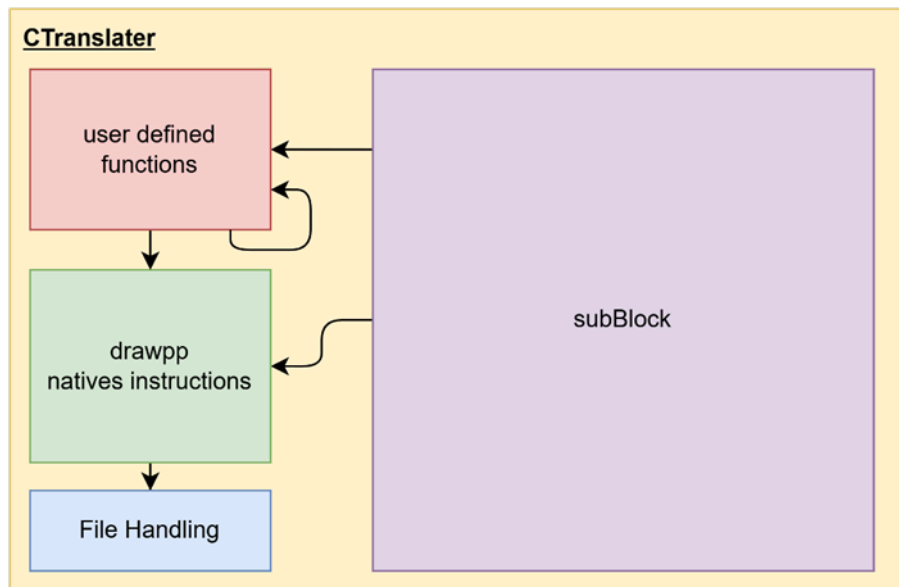 CTranslater
user defined
functions
subBlock
drawpp
natives instructions
File Handling